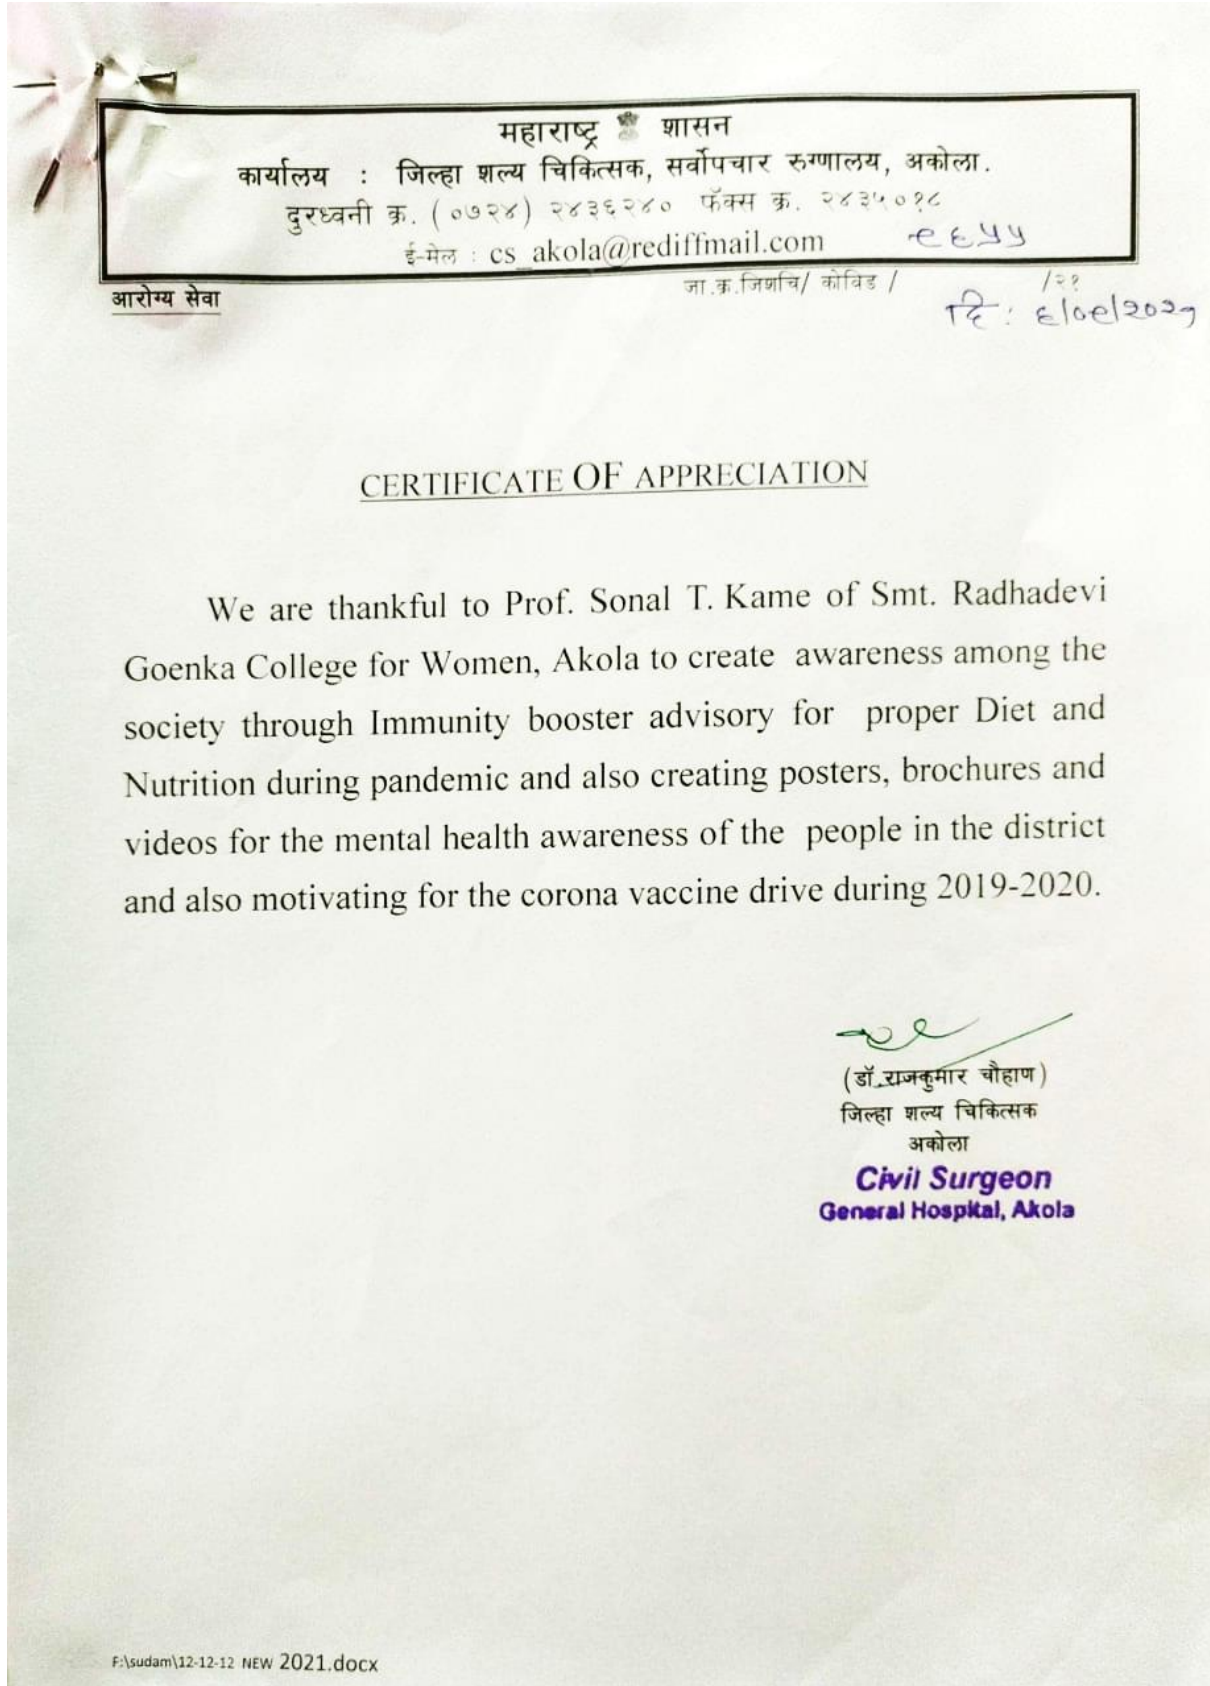 महाराष्ट्र शासन
कार्यालय : जिल्हा शल्य चिकित्सक, सर्वोपचार रुग्णालय, अकोला.
दुरध्वनी क्र. (०७२४) २४३६२४० फॅक्स क्र. २४३५०१८
ई-मेल : cs_akola@rediffmail.com ९६५५
जा.क्र.जिशचि/ कोविड / /२१
आरोग्य सेवा
दि : ६/०९/२०२१
CERTIFICATE OF APPRECIATION
We are thankful to Prof. Sonal T. Kame of Smt. Radhadevi
Goenka College for Women, Akola to create awareness among the
society through Immunity booster advisory for proper Diet and
Nutrition during pandemic and also creating posters, brochures and
videos for the mental health awareness of the people in the district
and also motivating for the corona vaccine drive during 2019-2020.
(डॉ.राजकुमार चौहाण)
जिल्हा शल्य चिकित्सक
अकोला
Civil Surgeon
General Hospital, Akola
F:\sudam\12-12-12 NEW 2021.docx